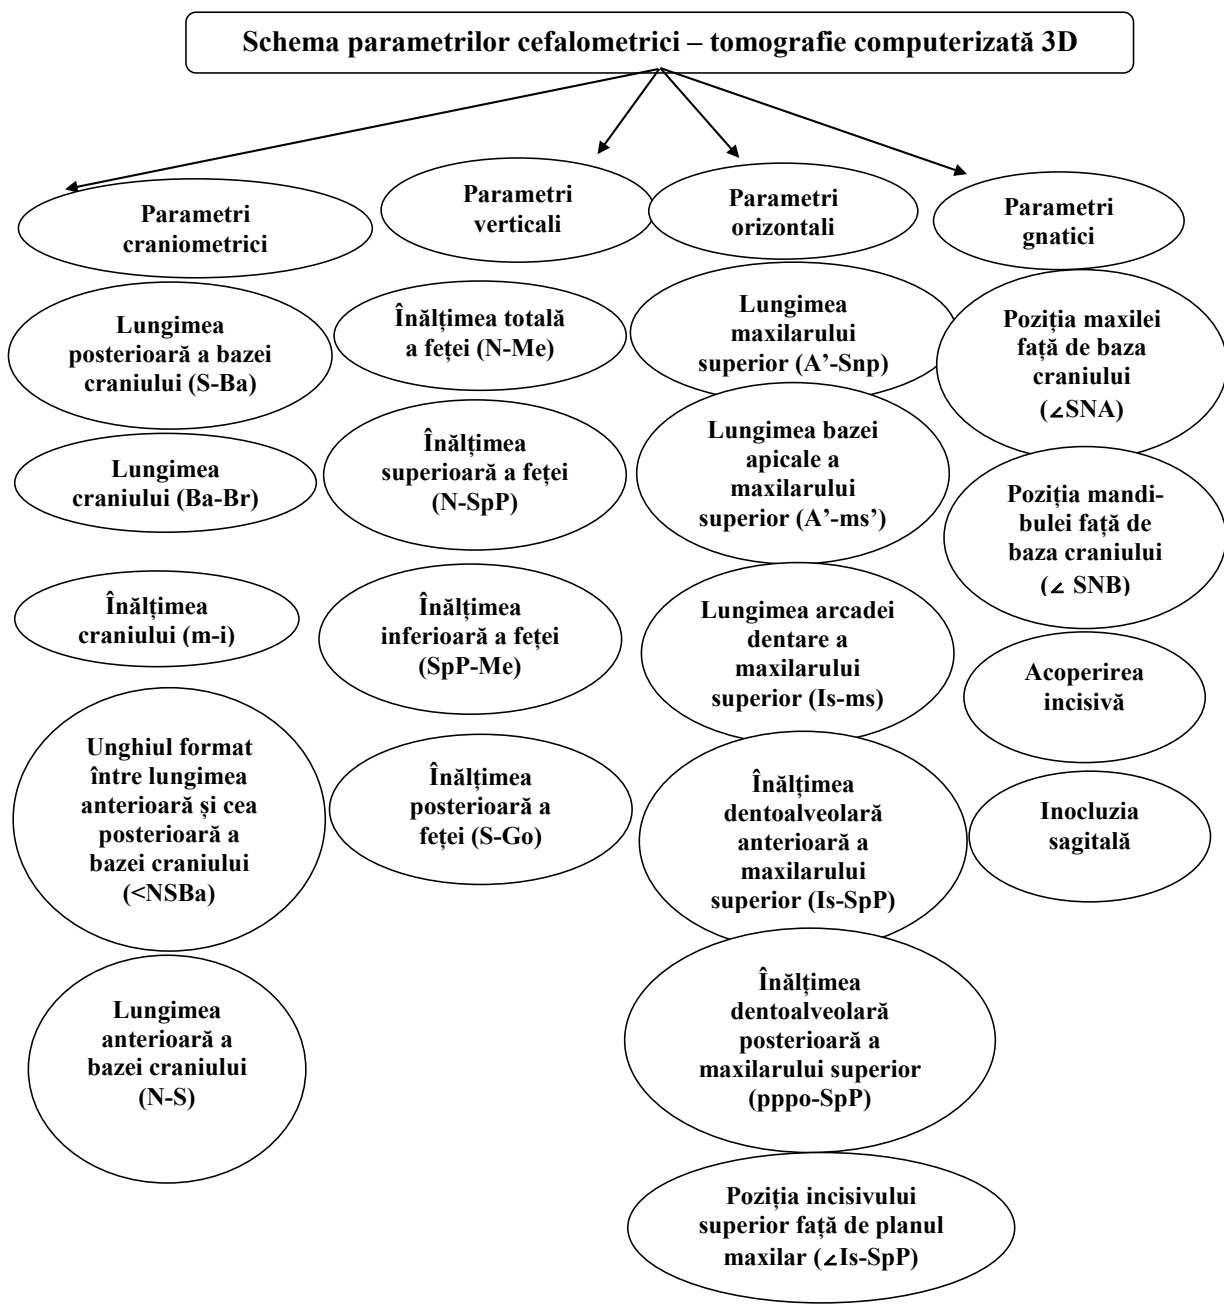 Schema parametrilor cefalometrici – tomografie computerizată 3D
Parametri
craniometrici
Lungimea
posterioară a bazei
craniului (S-Ba)
Lungimea
craniului (Ba-Br)
Înălțimea
craniului (m-i)
Unghiul format
între lungimea
anterioară și cea
posterioară a
bazei craniului
(<NSBa)
Lungimea
anterioară a
bazei craniului
(N-S)
Parametri
verticali
Înălțimea totală
a feței (N-Me)
Înălțimea
superioară a feței
(N-SpP)
Înălțimea
inferioară a feței
(SpP-Me)
Înălțimea
posterioară a
feței (S-Go)
Parametri
orizontali
Lungimea
maxilarului
superior (A’-Snp)
Lungimea bazei
apicale a
maxilarului
superior (A’-ms’)
Lungimea arcadei
dentare a
maxilarului
superior (Is-ms)
Înălțimea
dentoalveolară
anterioară a
maxilarului
superior (Is-SpP)
Înălțimea
dentoalveolară
posterioară a
maxilarului superior
(pppo-SpP)
Poziția incisivului
superior față de planul
maxilar (∠Is-SpP)
Parametri
gnatici
Poziția maxilei
față de baza
craniului
(∠SNA)
Poziția mandi-
bulei față de
baza craniului
(∠ SNB)
Acoperirea
incisivă
Inocluzia
sagitală